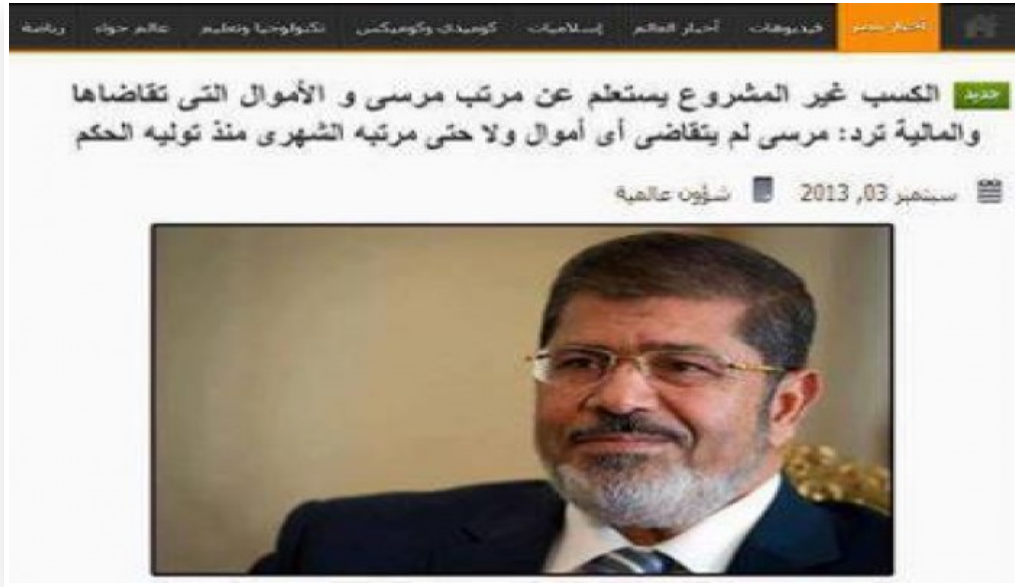 أخبار مصر فيديوهات أخبار العالم إسلاميات كوميدى وكوميكس تكنولوجيا وتعليم عالم حواء رياضة
جديد الكسب غير المشروع يستعلم عن مرتب مرسى و الأموال التى تقاضاها
والمالية ترد: مرسى لم يتقاضى أى أموال ولا حتى مرتبه الشهرى منذ توليه الحكم
سبتمبر 03, 2013 شؤون عالمية